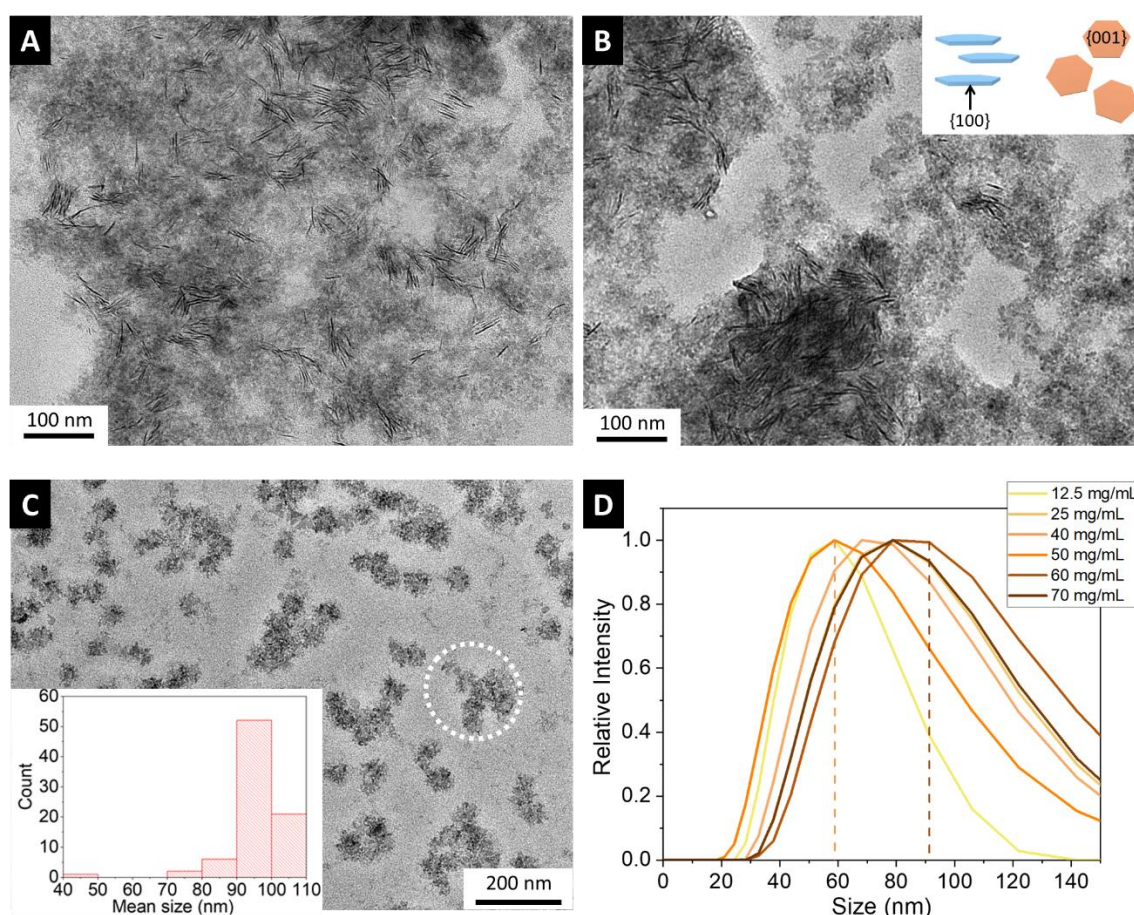 A
100 nm
B
{001}
{100}
100 nm
C
200 nm
Count
60
50
40
30
20
10
0
40 50 60 70 80 90 100 110
Mean size (nm)
D
12.5 mg/mL
25 mg/mL
40 mg/mL
50 mg/mL
60 mg/mL
70 mg/mL
Relative Intensity
1.0
0.8
0.6
0.4
0.2
0.0
0 20 40 60 80 100 120 140
Size (nm)